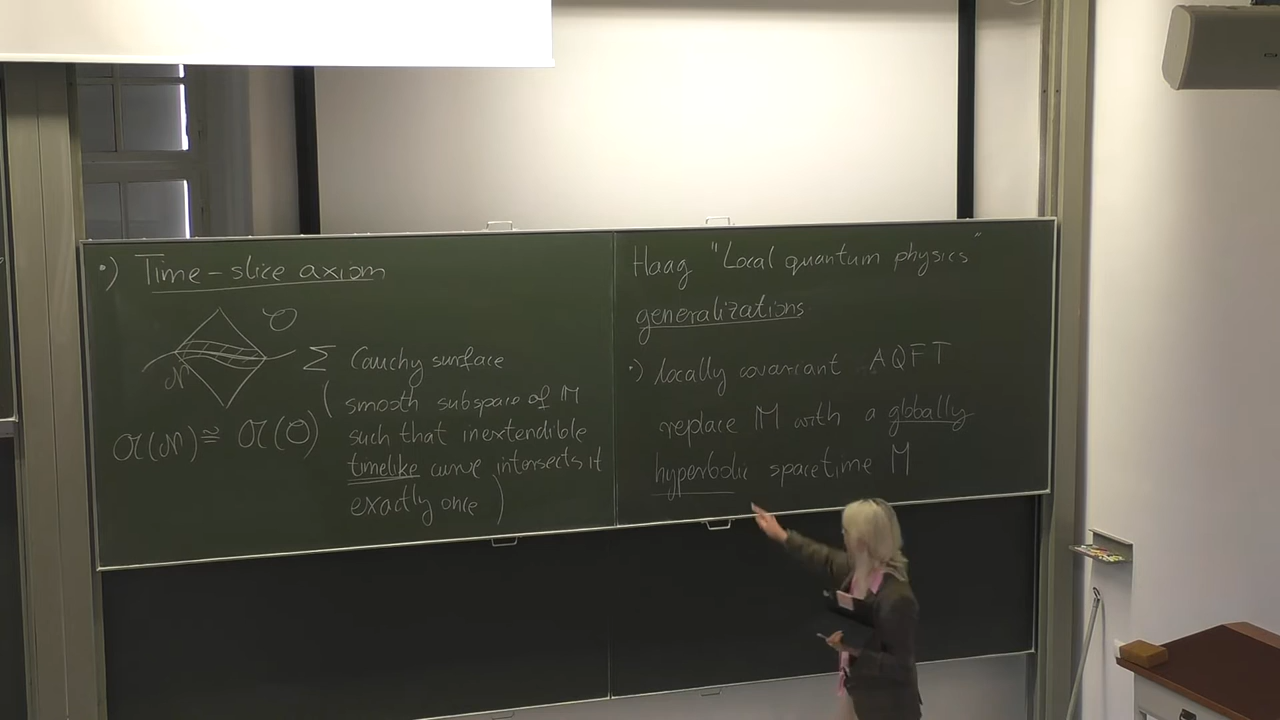 •) Time-slice axiom
O
N
Σ Cauchy surface
( smooth subspace of M
such that inextendible
timelike curve intersects it
exactly once )
𝔄(N) ≅ 𝔄(O)
Haag "Local quantum physics"
generalizations
•) locally covariant AQFT
replace M with a globally
hyperbolic spacetime M